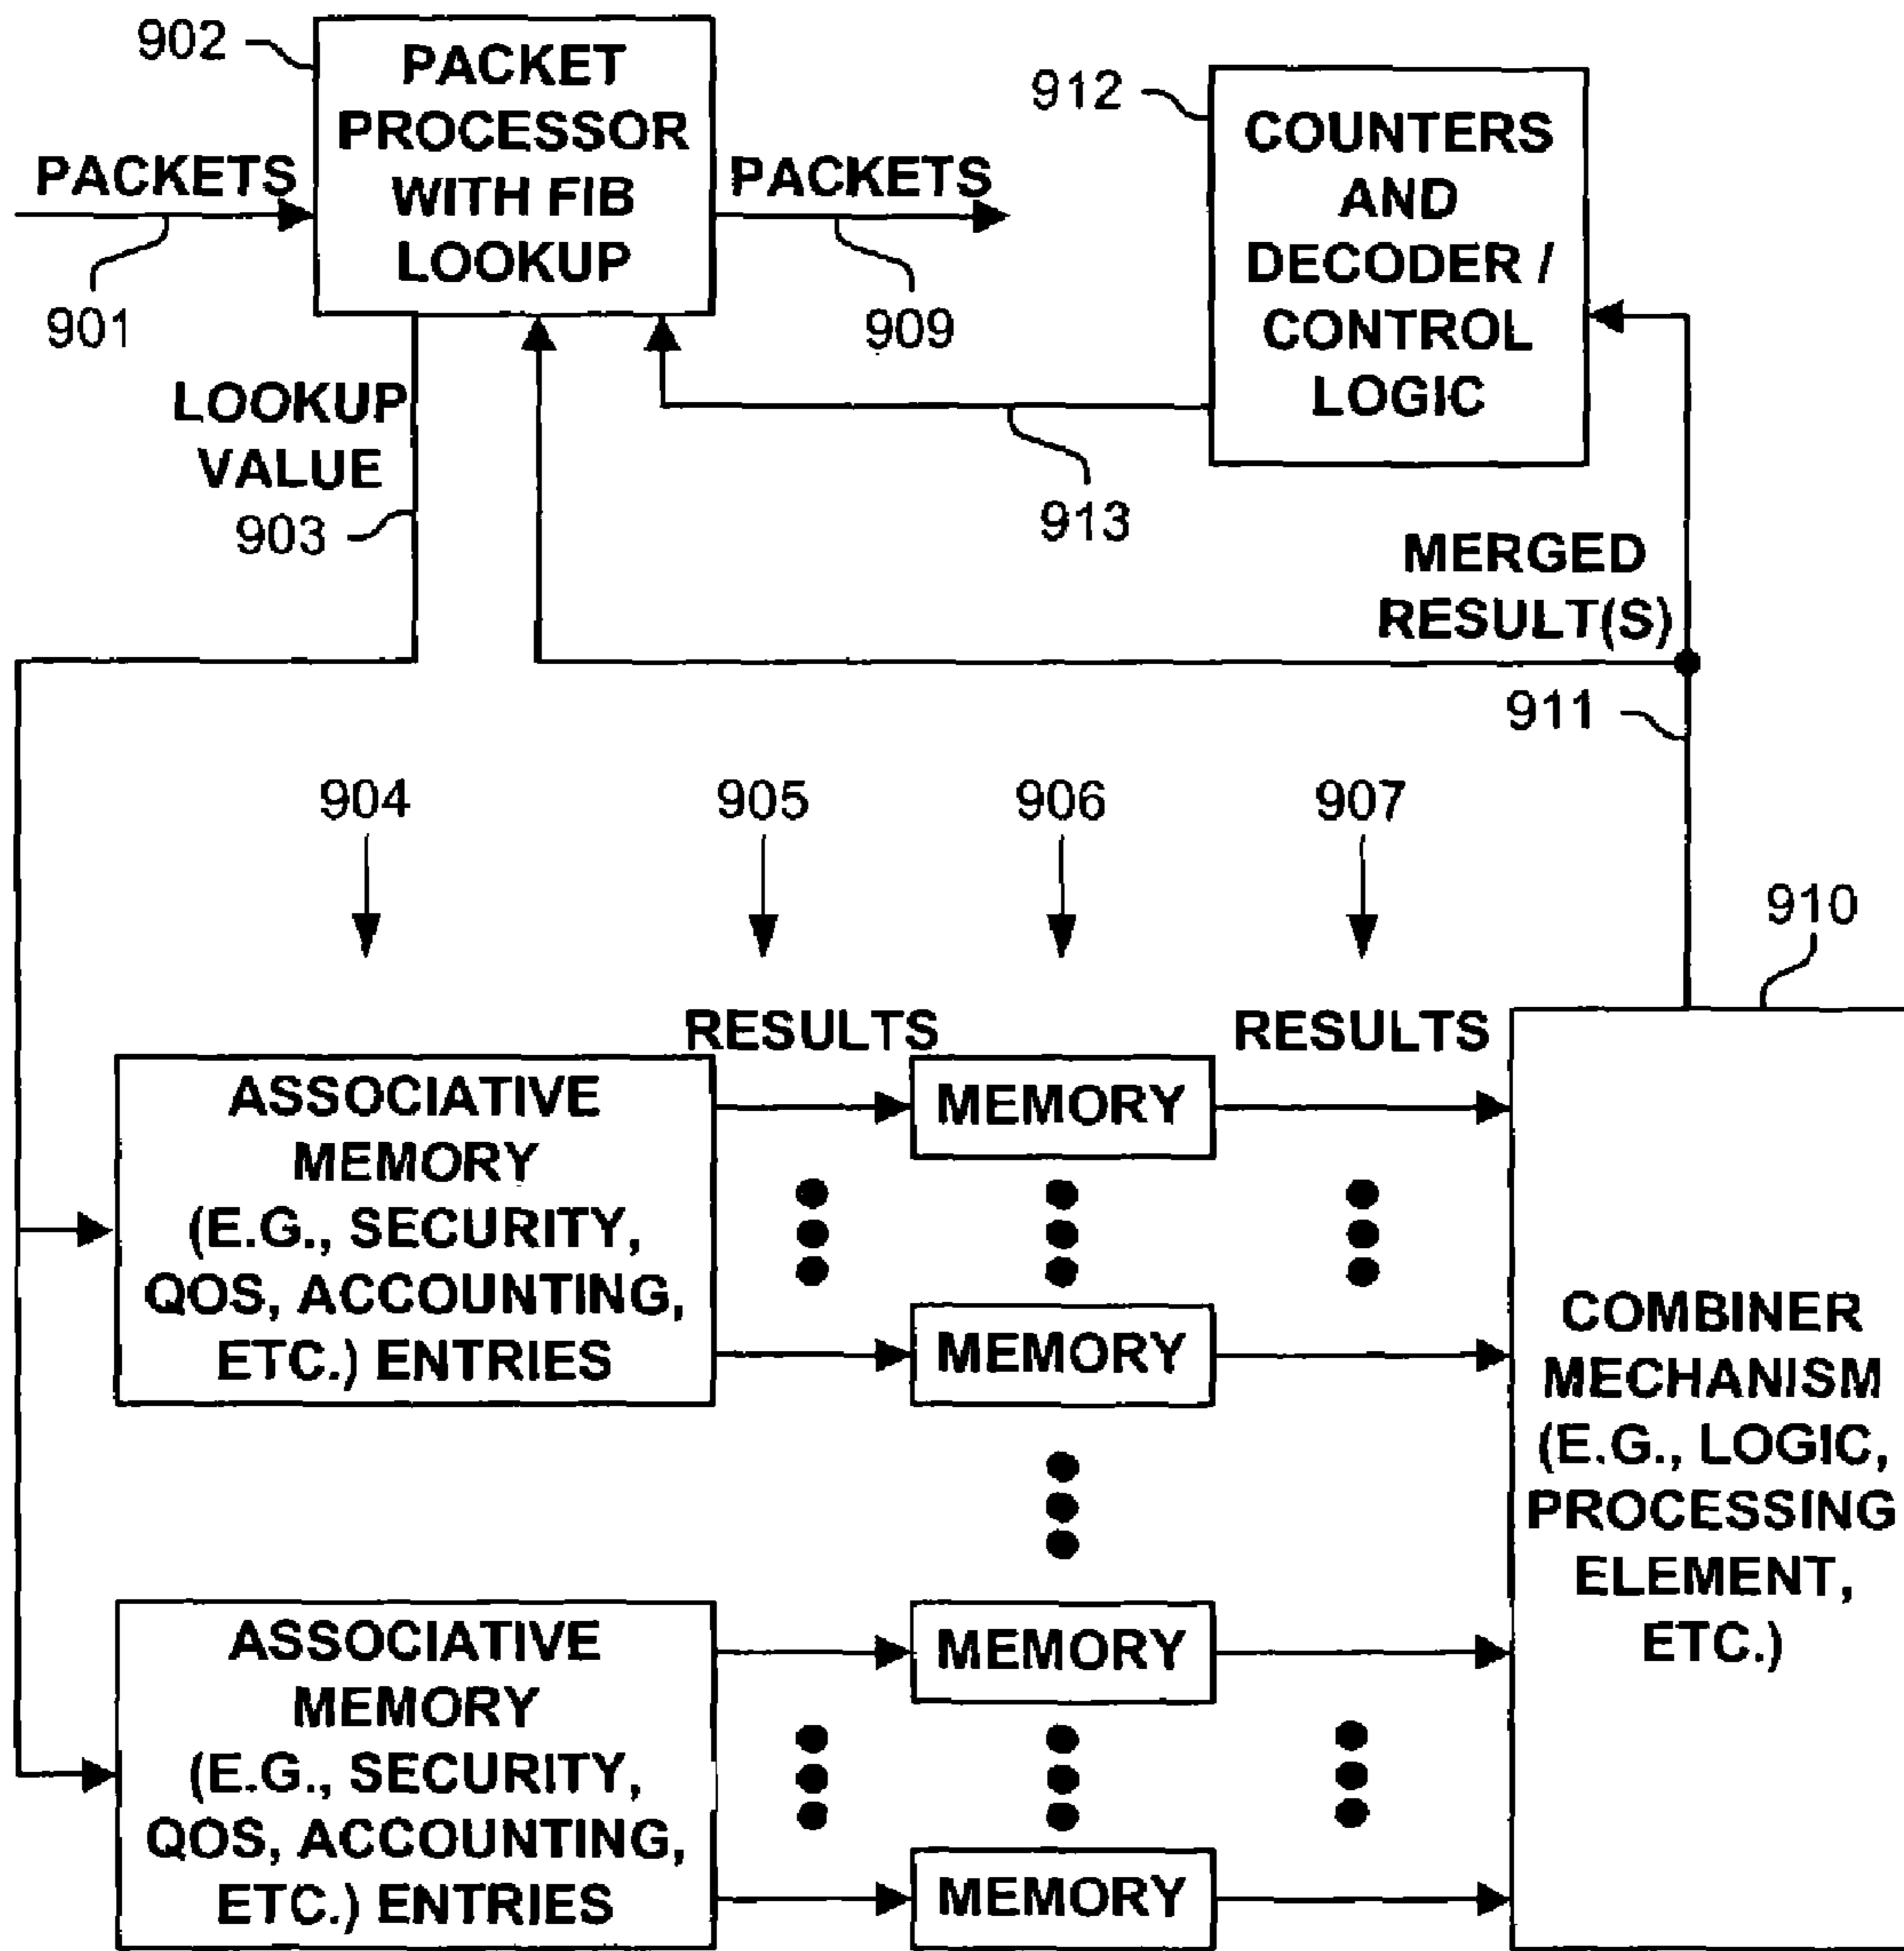 902
PACKET
PROCESSOR
WITH FIB
LOOKUP
PACKETS
901
PACKETS
909
912
COUNTERS
AND
DECODER /
CONTROL
LOGIC
LOOKUP
VALUE
903
913
MERGED
RESULT(S)
911
904
905
906
907
910
RESULTS
RESULTS
ASSOCIATIVE
MEMORY
(E.G., SECURITY,
QOS, ACCOUNTING,
ETC.) ENTRIES
MEMORY
MEMORY
COMBINER
MECHANISM
(E.G., LOGIC,
PROCESSING
ELEMENT,
ETC.)
ASSOCIATIVE
MEMORY
(E.G., SECURITY,
QOS, ACCOUNTING,
ETC.) ENTRIES
MEMORY
MEMORY